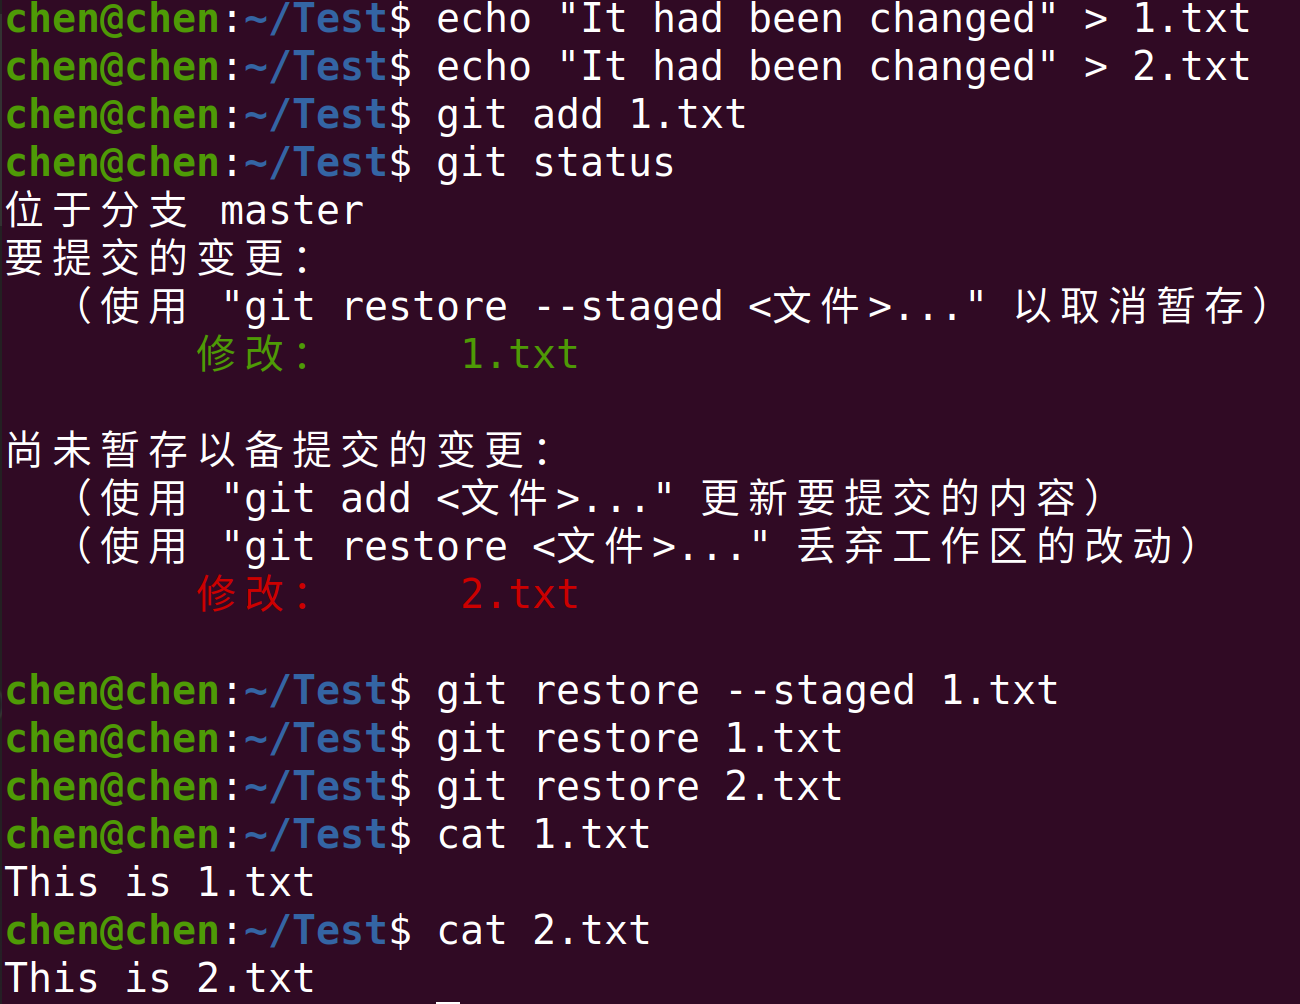 chen@chen:~/Test$ echo "It had been changed" > 1.txt
chen@chen:~/Test$ echo "It had been changed" > 2.txt
chen@chen:~/Test$ git add 1.txt
chen@chen:~/Test$ git status
位于分支 master
要提交的变更：
  （使用 "git restore --staged <文件>..." 以取消暂存）
        修改：     1.txt

尚未暂存以备提交的变更：
  （使用 "git add <文件>..." 更新要提交的内容）
  （使用 "git restore <文件>..." 丢弃工作区的改动）
        修改：     2.txt

chen@chen:~/Test$ git restore --staged 1.txt
chen@chen:~/Test$ git restore 1.txt
chen@chen:~/Test$ git restore 2.txt
chen@chen:~/Test$ cat 1.txt
This is 1.txt
chen@chen:~/Test$ cat 2.txt
This is 2.txt